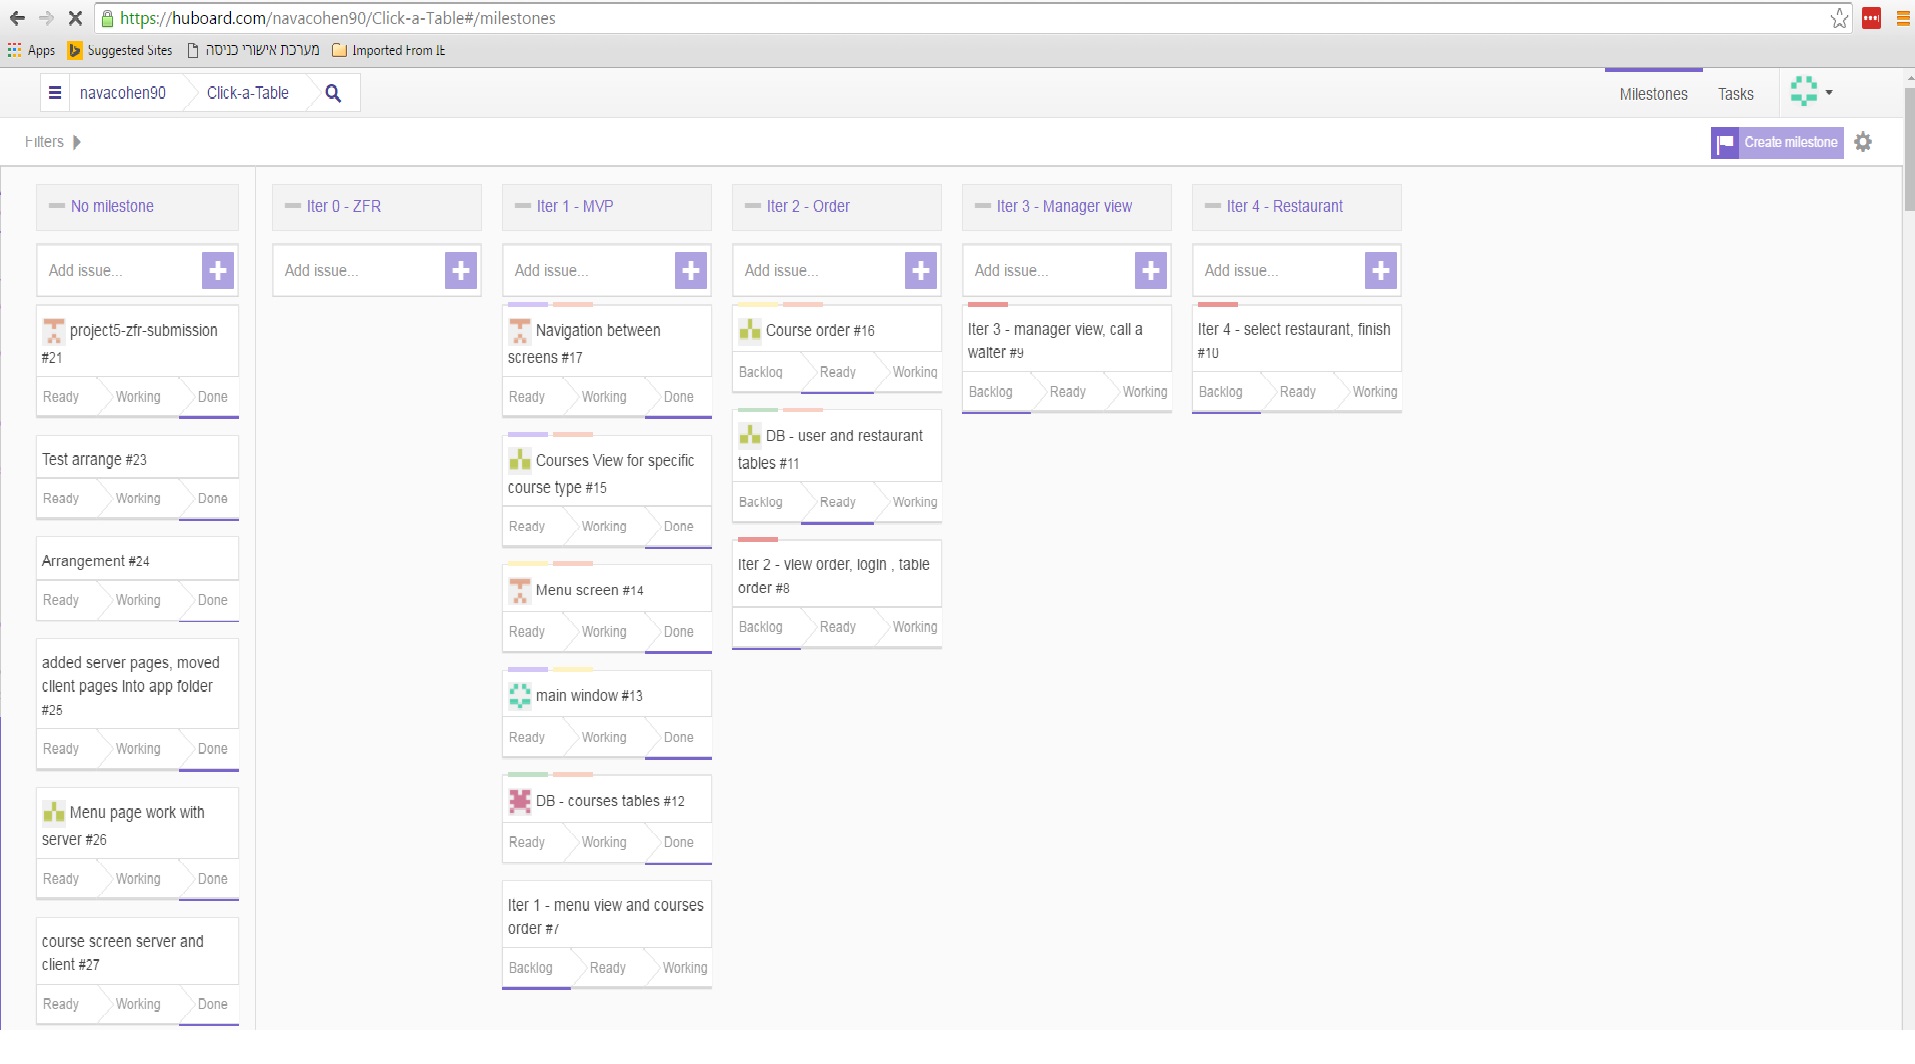 https://huboard.com/navacohen90/Click-a-Table#/milestones
Apps Suggested Sites מערכת אישורי כניסה Imported From IE
navacohen90 Click-a-Table Milestones Tasks
Filters Create milestone
No milestone
Add issue...
project5-zfr-submission
#21
Ready Working Done
Test arrange #23
Ready Working Done
Arrangement #24
Ready Working Done
added server pages, moved
client pages into app folder
#25
Ready Working Done
Menu page work with
server #26
Ready Working Done
course screen server and
client #27
Ready Working Done
Iter 0 - ZFR
Add issue...
Iter 1 - MVP
Add issue...
Navigation between
screens #17
Ready Working Done
Courses View for specific
course type #15
Ready Working Done
Menu screen #14
Ready Working Done
main window #13
Ready Working Done
DB - courses tables #12
Ready Working Done
Iter 1 - menu view and courses
order #7
Backlog Ready Working
Iter 2 - Order
Add issue...
Course order #16
Backlog Ready Working
DB - user and restaurant
tables #11
Backlog Ready Working
Iter 2 - view order, login , table
order #8
Backlog Ready Working
Iter 3 - Manager view
Add issue...
Iter 3 - manager view, call a
waiter #9
Backlog Ready Working
Iter 4 - Restaurant
Add issue...
Iter 4 - select restaurant, finish
#10
Backlog Ready Working